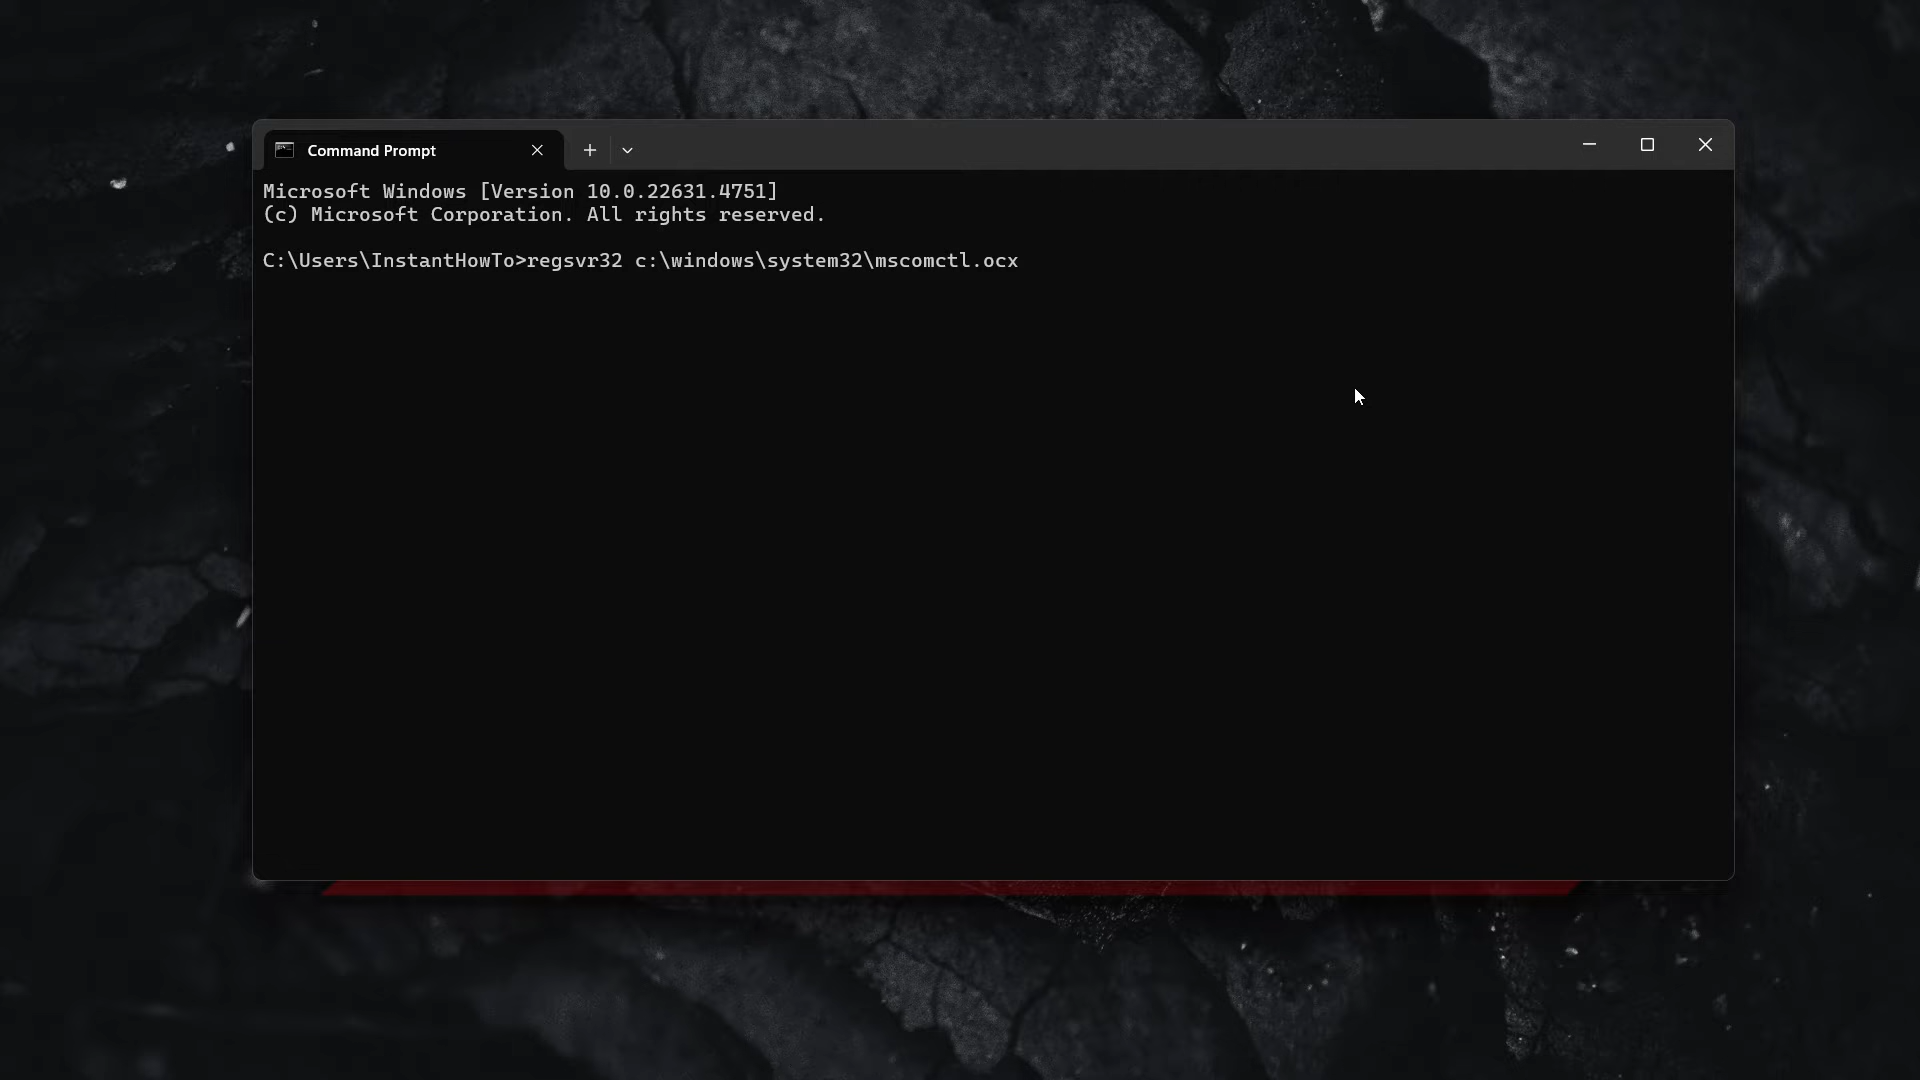 Command Prompt
Microsoft Windows [Version 10.0.22631.4751]
(c) Microsoft Corporation. All rights reserved.
C:\Users\InstantHowTo>regsvr32 c:\windows\system32\mscomctl.ocx